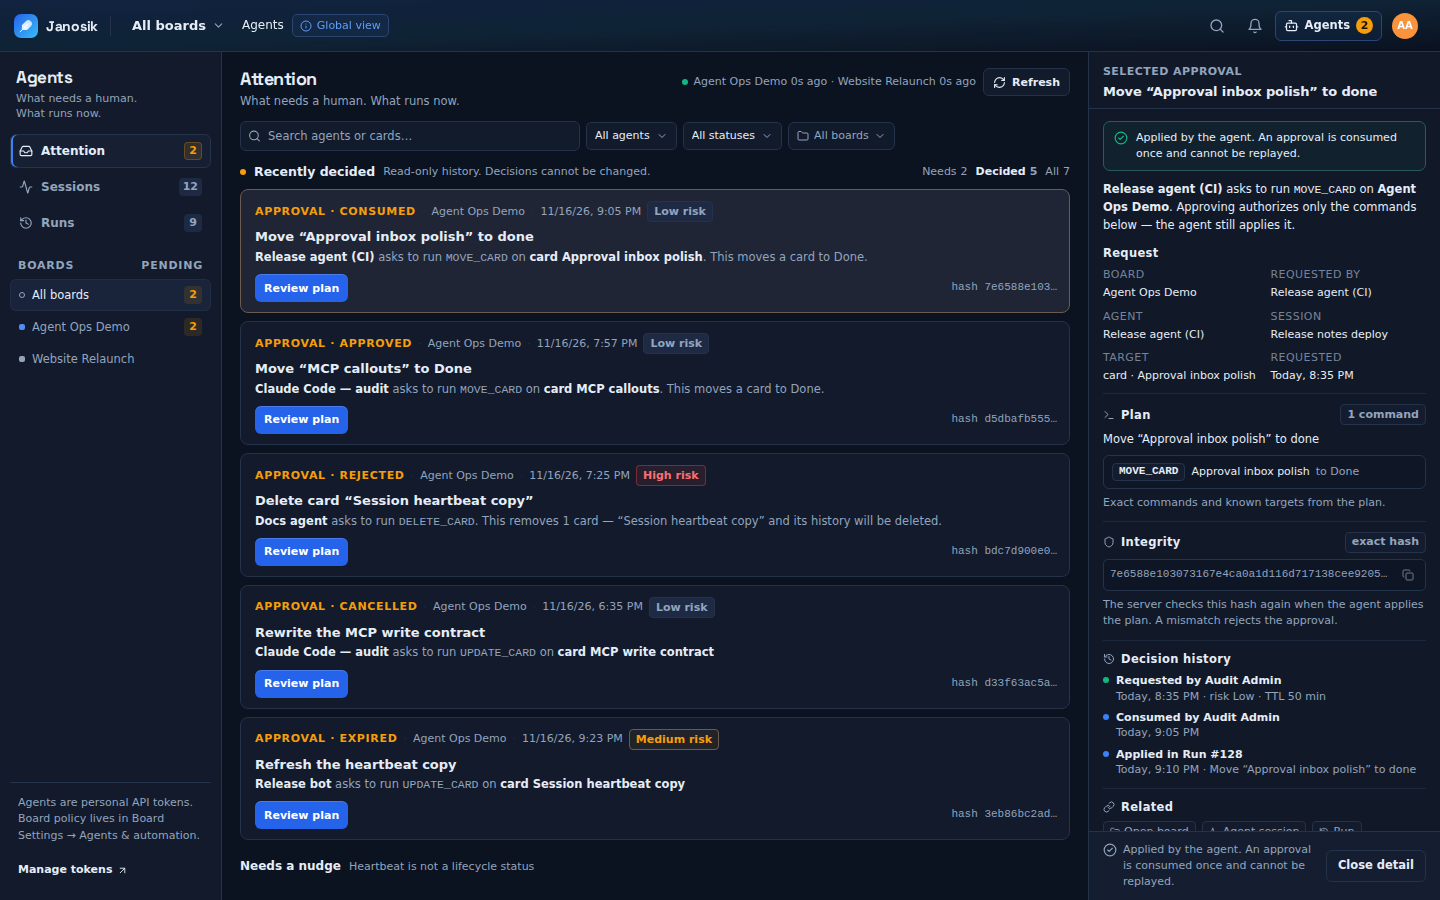 Janosik
All boards
Agents
Global view
Agents 2
AA
Agents
What needs a human.
What runs now.
Attention 2
Sessions 12
Runs 9
BOARDS PENDING
All boards 2
Agent Ops Demo 2
Website Relaunch
Agents are personal API tokens.
Board policy lives in Board
Settings → Agents & automation.
Manage tokens
Attention
What needs a human. What runs now.
Agent Ops Demo 0s ago · Website Relaunch 0s ago
Refresh
Search agents or cards…
All agents
All statuses
All boards
Recently decided Read-only history. Decisions cannot be changed.
Needs 2 Decided 5 All 7
APPROVAL · CONSUMED Agent Ops Demo 11/16/26, 9:05 PM Low risk
Move “Approval inbox polish” to done
Release agent (CI) asks to run MOVE_CARD on card Approval inbox polish. This moves a card to Done.
Review plan
hash 7e6588e103…
APPROVAL · APPROVED Agent Ops Demo · 11/16/26, 7:57 PM Low risk
Move “MCP callouts” to Done
Claude Code — audit asks to run MOVE_CARD on card MCP callouts. This moves a card to Done.
Review plan
hash d5dbafb555…
APPROVAL · REJECTED Agent Ops Demo 11/16/26, 7:25 PM High risk
Delete card “Session heartbeat copy”
Docs agent asks to run DELETE_CARD. This removes 1 card — “Session heartbeat copy” and its history will be deleted.
Review plan
hash bdc7d900e0…
APPROVAL · CANCELLED Agent Ops Demo 11/16/26, 6:35 PM Low risk
Rewrite the MCP write contract
Claude Code — audit asks to run UPDATE_CARD on card MCP write contract
Review plan
hash d33f63ac5a…
APPROVAL · EXPIRED Agent Ops Demo 11/16/26, 9:23 PM Medium risk
Refresh the heartbeat copy
Release bot asks to run UPDATE_CARD on card Session heartbeat copy
Review plan
hash 3eb86bc2ad…
Needs a nudge Heartbeat is not a lifecycle status
SELECTED APPROVAL
Move “Approval inbox polish” to done
Applied by the agent. An approval is consumed
once and cannot be replayed.
Release agent (CI) asks to run MOVE_CARD on Agent
Ops Demo. Approving authorizes only the commands
below — the agent still applies it.
Request
BOARD REQUESTED BY
Agent Ops Demo Release agent (CI)
AGENT SESSION
Release agent (CI) Release notes deploy
TARGET REQUESTED
card · Approval inbox polish Today, 8:35 PM
Plan 1 command
Move “Approval inbox polish” to done
MOVE_CARD Approval inbox polish to Done
Exact commands and known targets from the plan.
Integrity exact hash
7e6588e103073167e4ca0a1d116d717138cee9205…
The server checks this hash again when the agent applies
the plan. A mismatch rejects the approval.
Decision history
Requested by Audit Admin
Today, 8:35 PM · risk Low · TTL 50 min
Consumed by Audit Admin
Today, 9:05 PM
Applied in Run #128
Today, 9:10 PM · Move “Approval inbox polish” to done
Related
Open board Agent session Run
Applied by the agent. An approval
is consumed once and cannot be
replayed.
Close detail